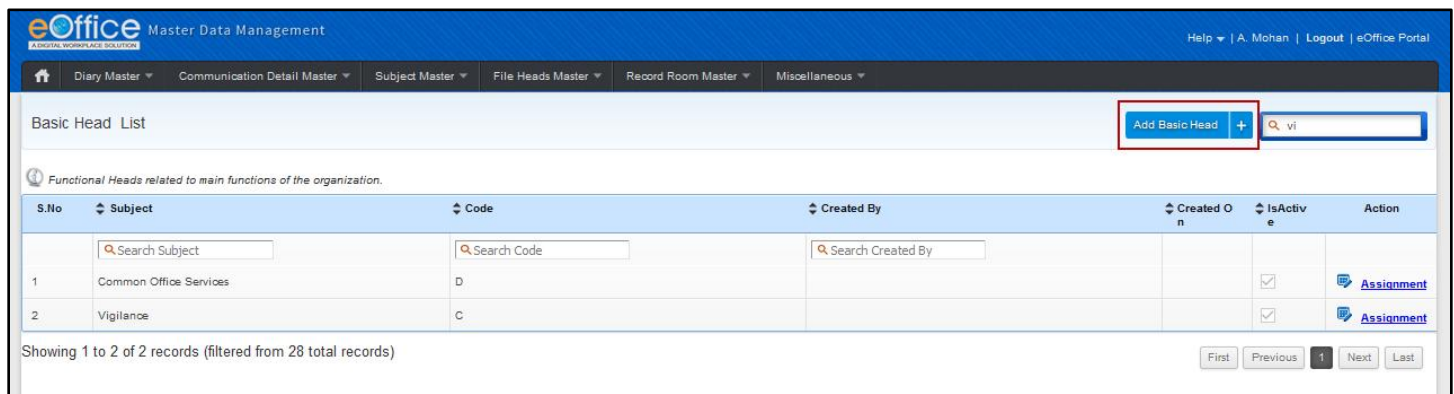 eOffice Master Data Management
A DIGITAL WORKPLACE SOLUTION
Help | A. Mohan | Logout | eOffice Portal
Diary Master Communication Detail Master Subject Master File Heads Master Record Room Master Miscellaneous
Basic Head List Add Basic Head + vi
Functional Heads related to main functions of the organization.
S.No Subject Code Created By Created O IsActiv Action
n e
Search Subject Search Code Search Created By
1 Common Office Services D Assignment
2 Vigilance C Assignment
Showing 1 to 2 of 2 records (filtered from 28 total records) First Previous 1 Next Last